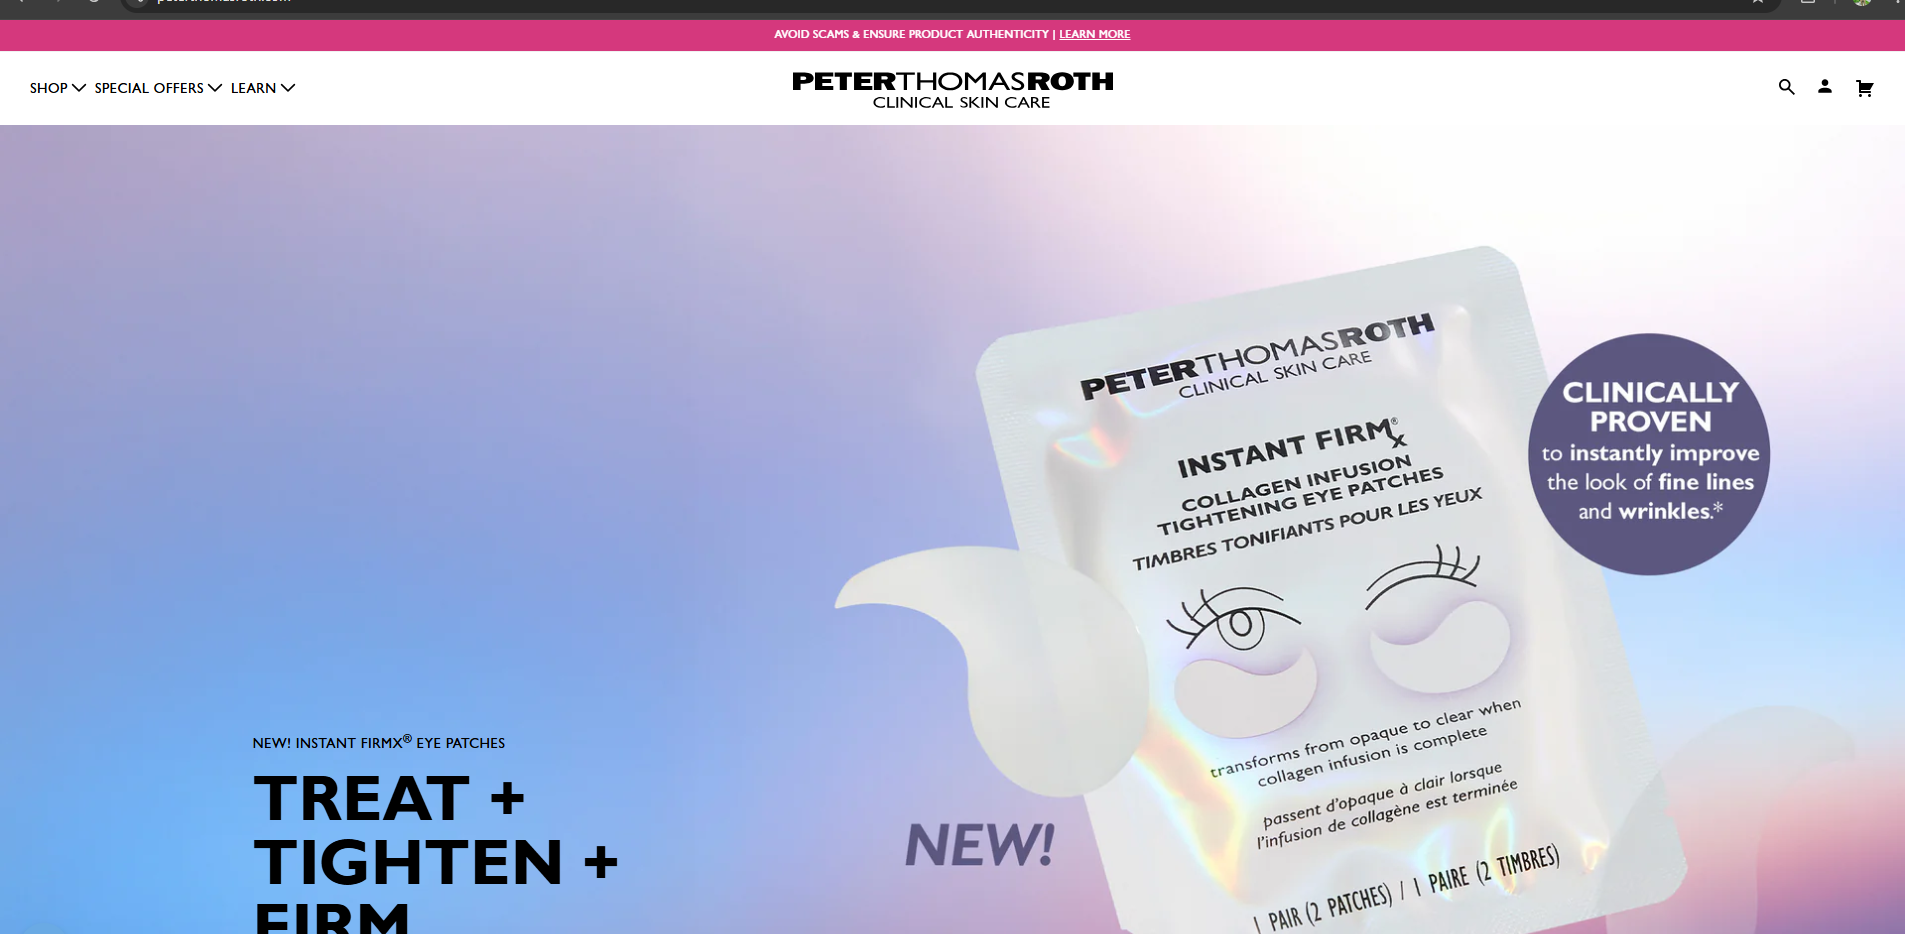 AVOID SCAMS & ENSURE PRODUCT AUTHENTICITY | LEARN MORE
SHOP SPECIAL OFFERS LEARN
PETERTHOMASROTH
CLINICAL SKIN CARE
PETERTHOMASROTH
CLINICAL SKIN CARE
INSTANT FIRMx®
COLLAGEN INFUSION
TIGHTENING EYE PATCHES
TIMBRES TONIFIANTS POUR LES YEUX
transforms from opaque to clear when
collagen infusion is complete
passent d'opaque à clair lorsque
l'infusion de collagène est terminée
1 PAIR (2 PATCHES) / 1 PAIRE (2 TIMBRES)
CLINICALLY
PROVEN
to instantly improve
the look of fine lines
and wrinkles.*
NEW! INSTANT FIRMX® EYE PATCHES
TREAT +
TIGHTEN +
FIRM
NEW!